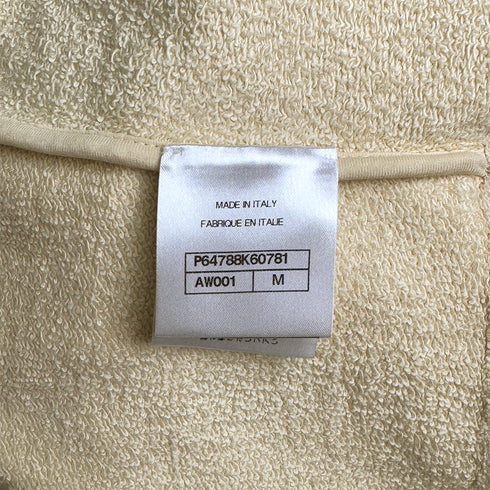 MADE IN ITALY
FABRIQUE EN ITALIE
P64788K60781
AW001 M